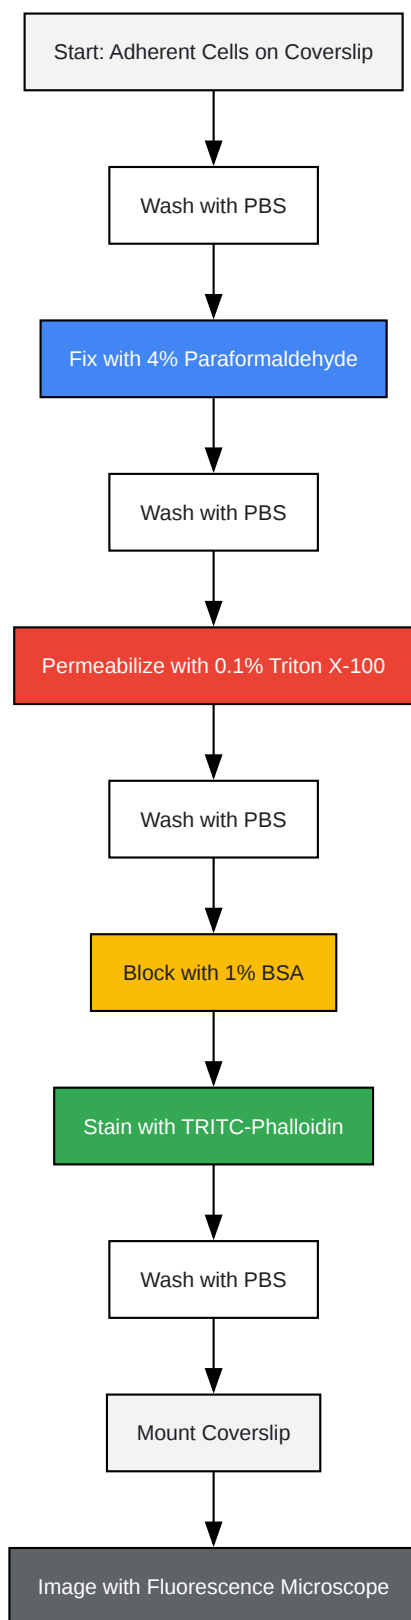 Start: Adherent Cells on Coverslip
Wash with PBS
Fix with 4% Paraformaldehyde
Wash with PBS
Permeabilize with 0.1% Triton X-100
Wash with PBS
Block with 1% BSA
Stain with TRITC-Phalloidin
Wash with PBS
Mount Coverslip
Image with Fluorescence Microscope